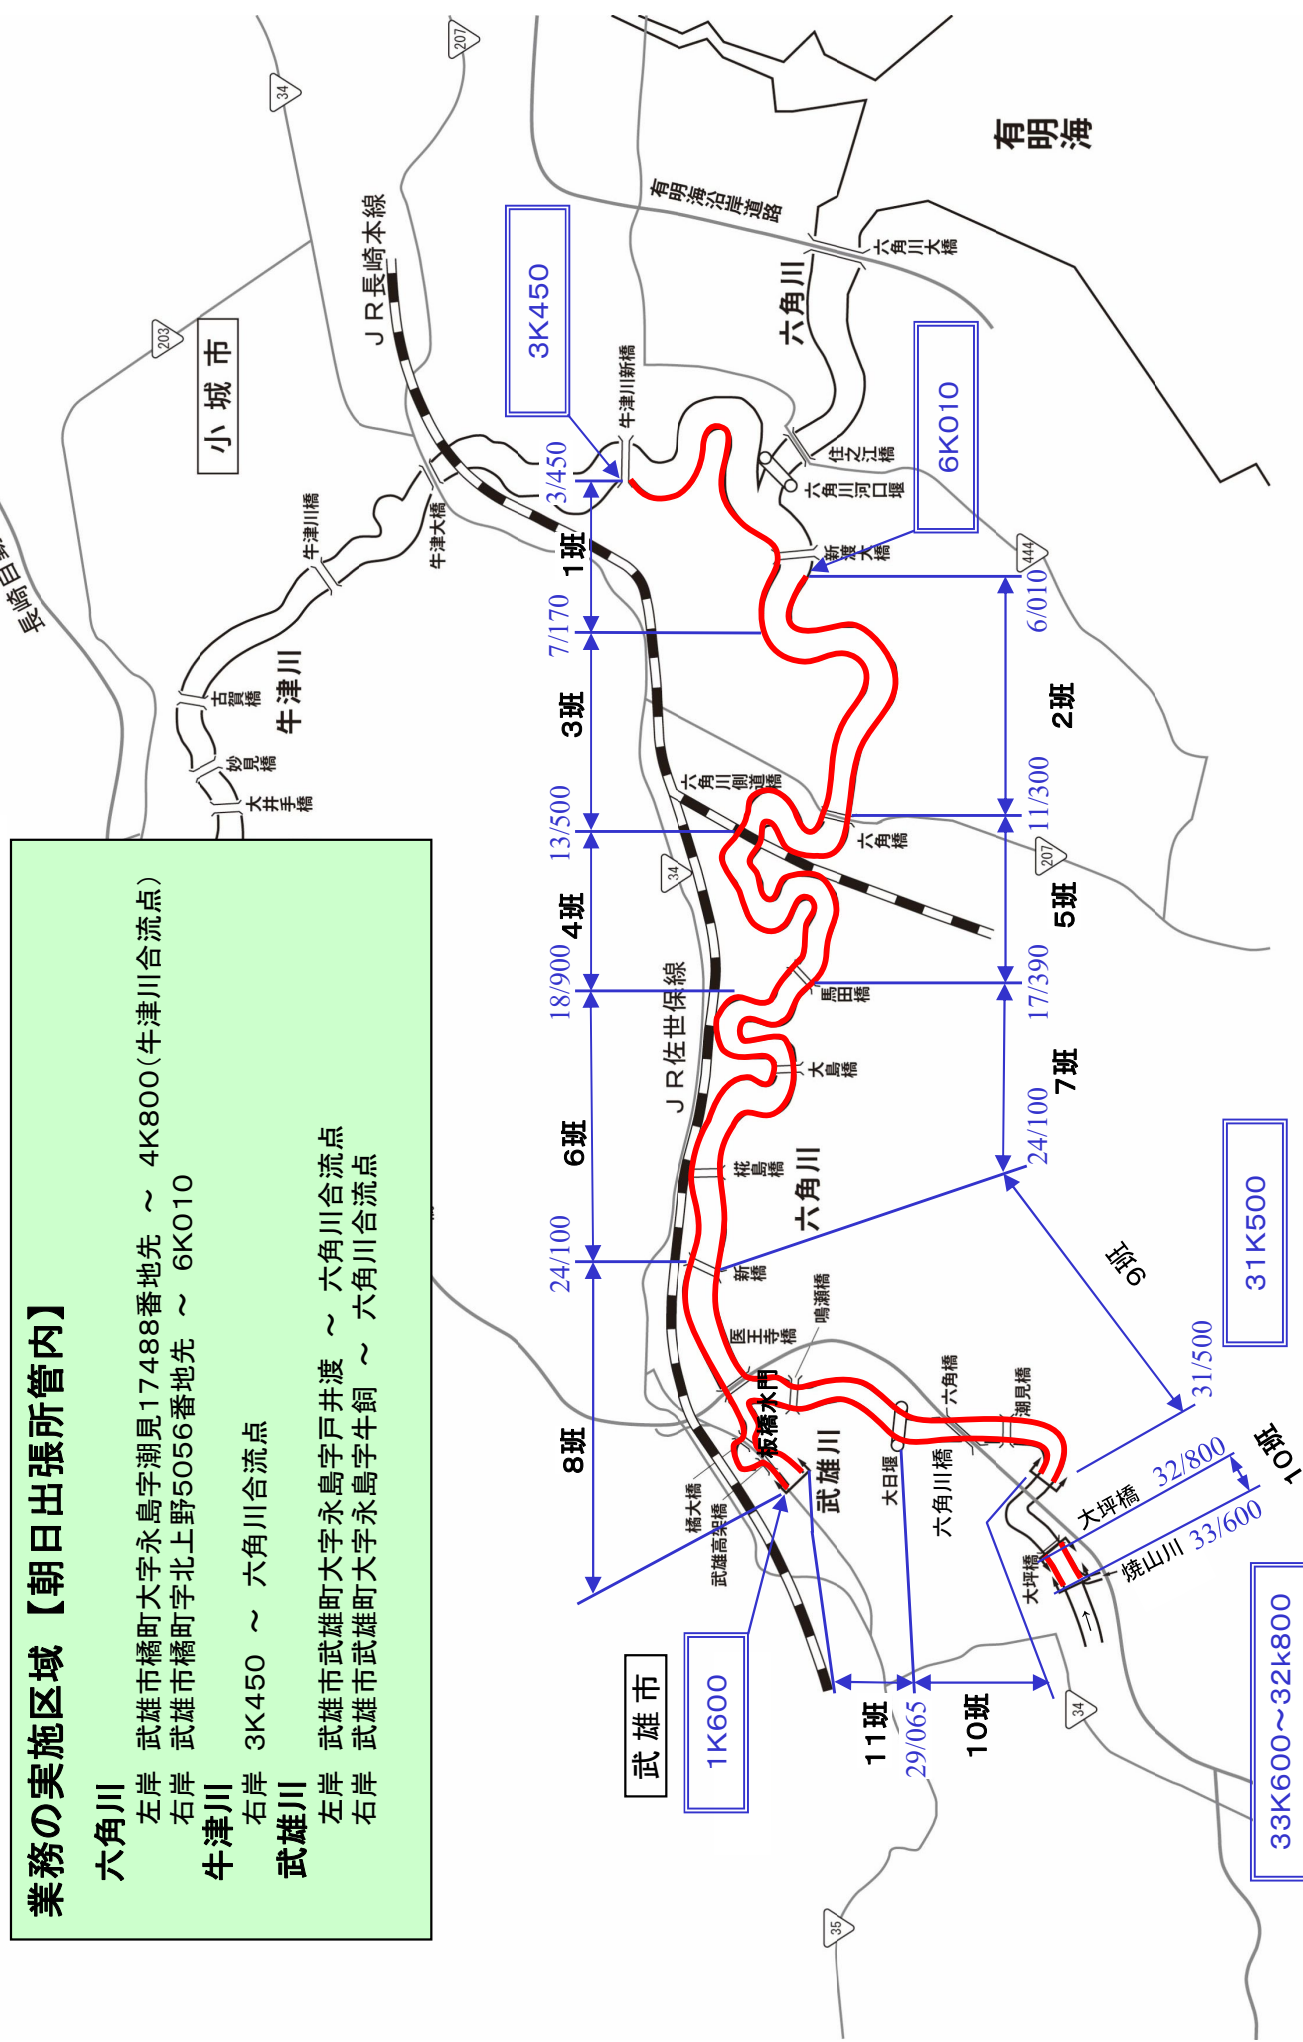 業務の実施区域【朝日出張所管内】
六角川
左岸 武雄市橘町大字永島字潮見17488番地先 ～ 4K800(牛津川合流点)
右岸 武雄市橘町字北上野5056番地先 ～ 6K010
牛津川
右岸 3K450 ～ 六角川合流点
武雄川
左岸 武雄市武雄町大字永島字戸井渡 ～ 六角川合流点
右岸 武雄市武雄町大字永島字牛飼 ～ 六角川合流点
長崎自
古賀橋
妙見橋
大井手橋
牛津川
牛津川橋
牛津大橋
小城市
203
34
207
JR長崎本線
有明海沿岸道路
有明海
六角川大橋
六角川
3K450
牛津川新橋
住之江橋
六角川河口堰
6K010
新渡大橋
444
3/450
1班
7/170
3班
13/500
4班
18/900
6班
24/100
8班
6/010
2班
11/300
5班
17/390
7班
24/100
9班
31/500
31K500
六角川側道橋
六角橋
207
34
JR佐世保線
馬田橋
大島橋
椛島橋
六角川
新橋
医王寺橋
鳴瀬橋
板橋水門
橘大橋
武雄高架橋
武雄川
大日堰
六角川橋
六角橋
潮見橋
大坪橋
大坪橋
32/800
10班
焼山川
33/600
33K600～32k800
武雄市
1K600
11班
29/065
10班
34
35